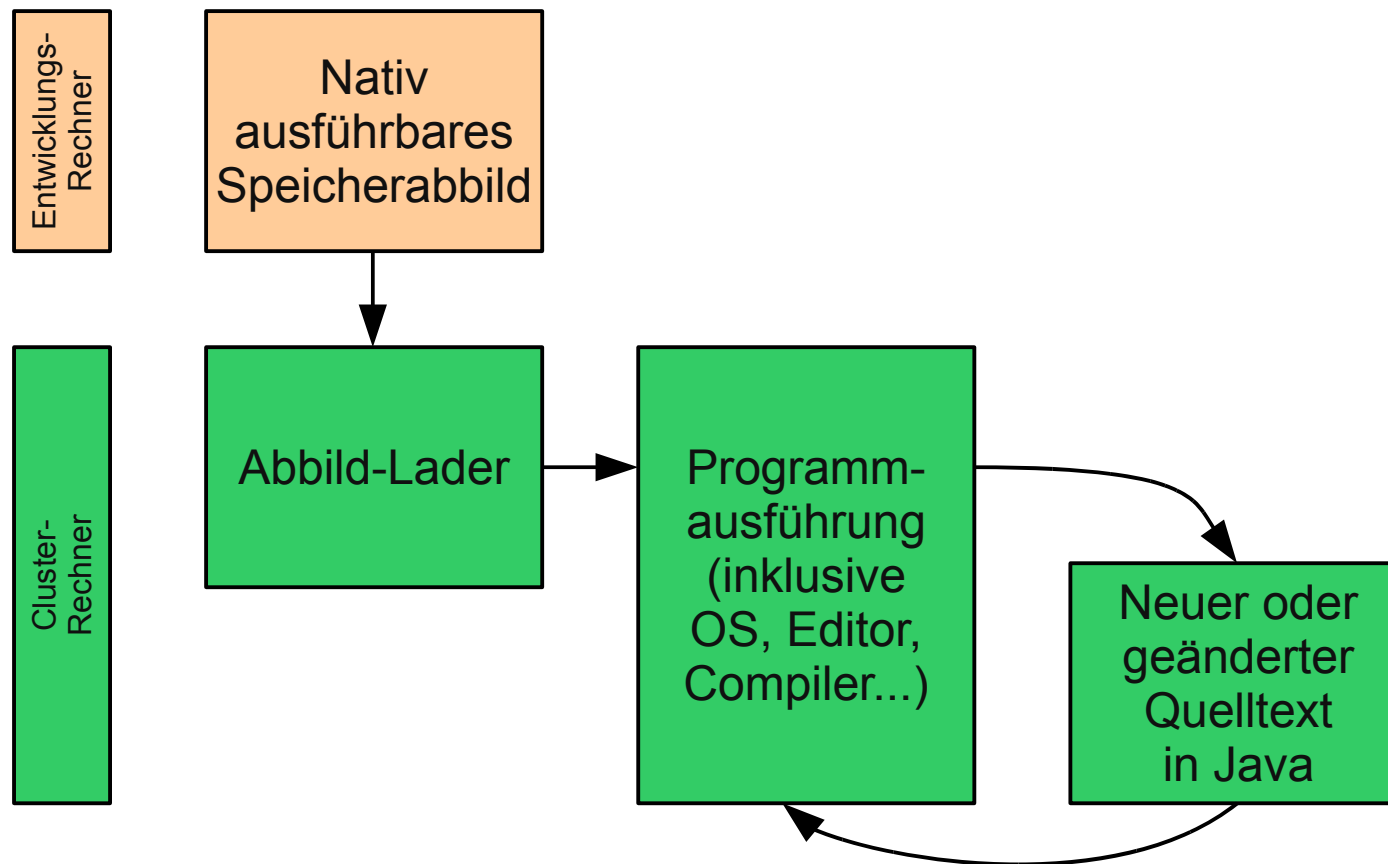 Entwicklungs-
Rechner
Nativ
ausführbares
Speicherabbild
Cluster-
Rechner
Abbild-Lader
Programm-
ausführung
(inklusive
OS, Editor,
Compiler...)
Neuer oder
geänderter
Quelltext
in Java